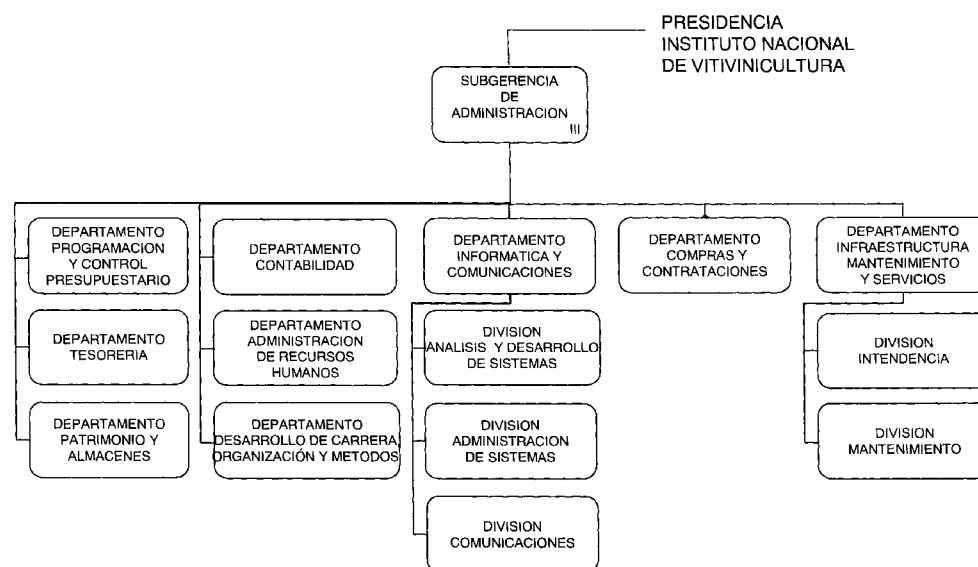 PRESIDENCIA
INSTITUTO NACIONAL
DE VITIVINICULTURA
SUBGERENCIA
DE
ADMINISTRACION
III
DEPARTAMENTO
PROGRAMACION
Y CONTROL
PRESUPUESTARIO
DEPARTAMENTO
CONTABILIDAD
DEPARTAMENTO
INFORMATICA Y
COMUNICACIONES
DEPARTAMENTO
COMPRAS Y
CONTRATACIONES
DEPARTAMENTO
INFRAESTRUCTURA
MANTENIMIENTO
Y SERVICIOS
DEPARTAMENTO
TESORERIA
DEPARTAMENTO
ADMINISTRACION
DE RECURSOS
HUMANOS
DIVISION
ANALISIS Y DESARROLLO
DE SISTEMAS
DIVISION
INTENDENCIA
DEPARTAMENTO
PATRIMONIO Y
ALMACENES
DEPARTAMENTO
DESARROLLO DE CARRERA,
ORGANIZACIÓN Y METODOS
DIVISION
ADMINISTRACION
DE SISTEMAS
DIVISION
MANTENIMIENTO
DIVISION
COMUNICACIONES